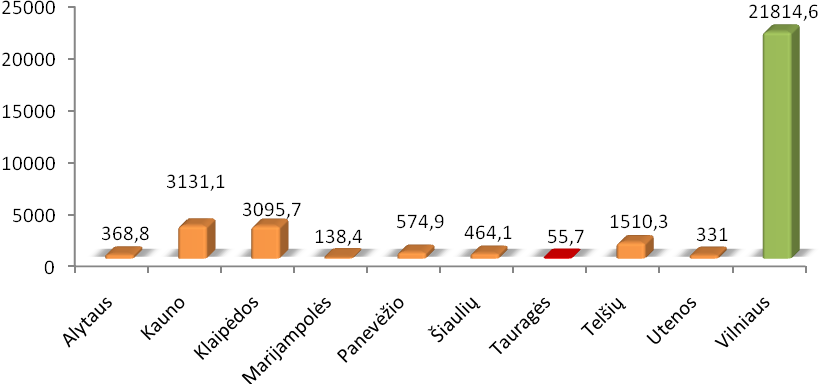 25000
20000
15000
10000
5000
0
368,8
3131,1
3095,7
138,4
574,9
464,1
55,7
1510,3
331
21814,6
Alytaus
Kauno
Klaipėdos
Marijampolės
Panevėžio
Šiaulių
Tauragės
Telšių
Utenos
Vilniaus